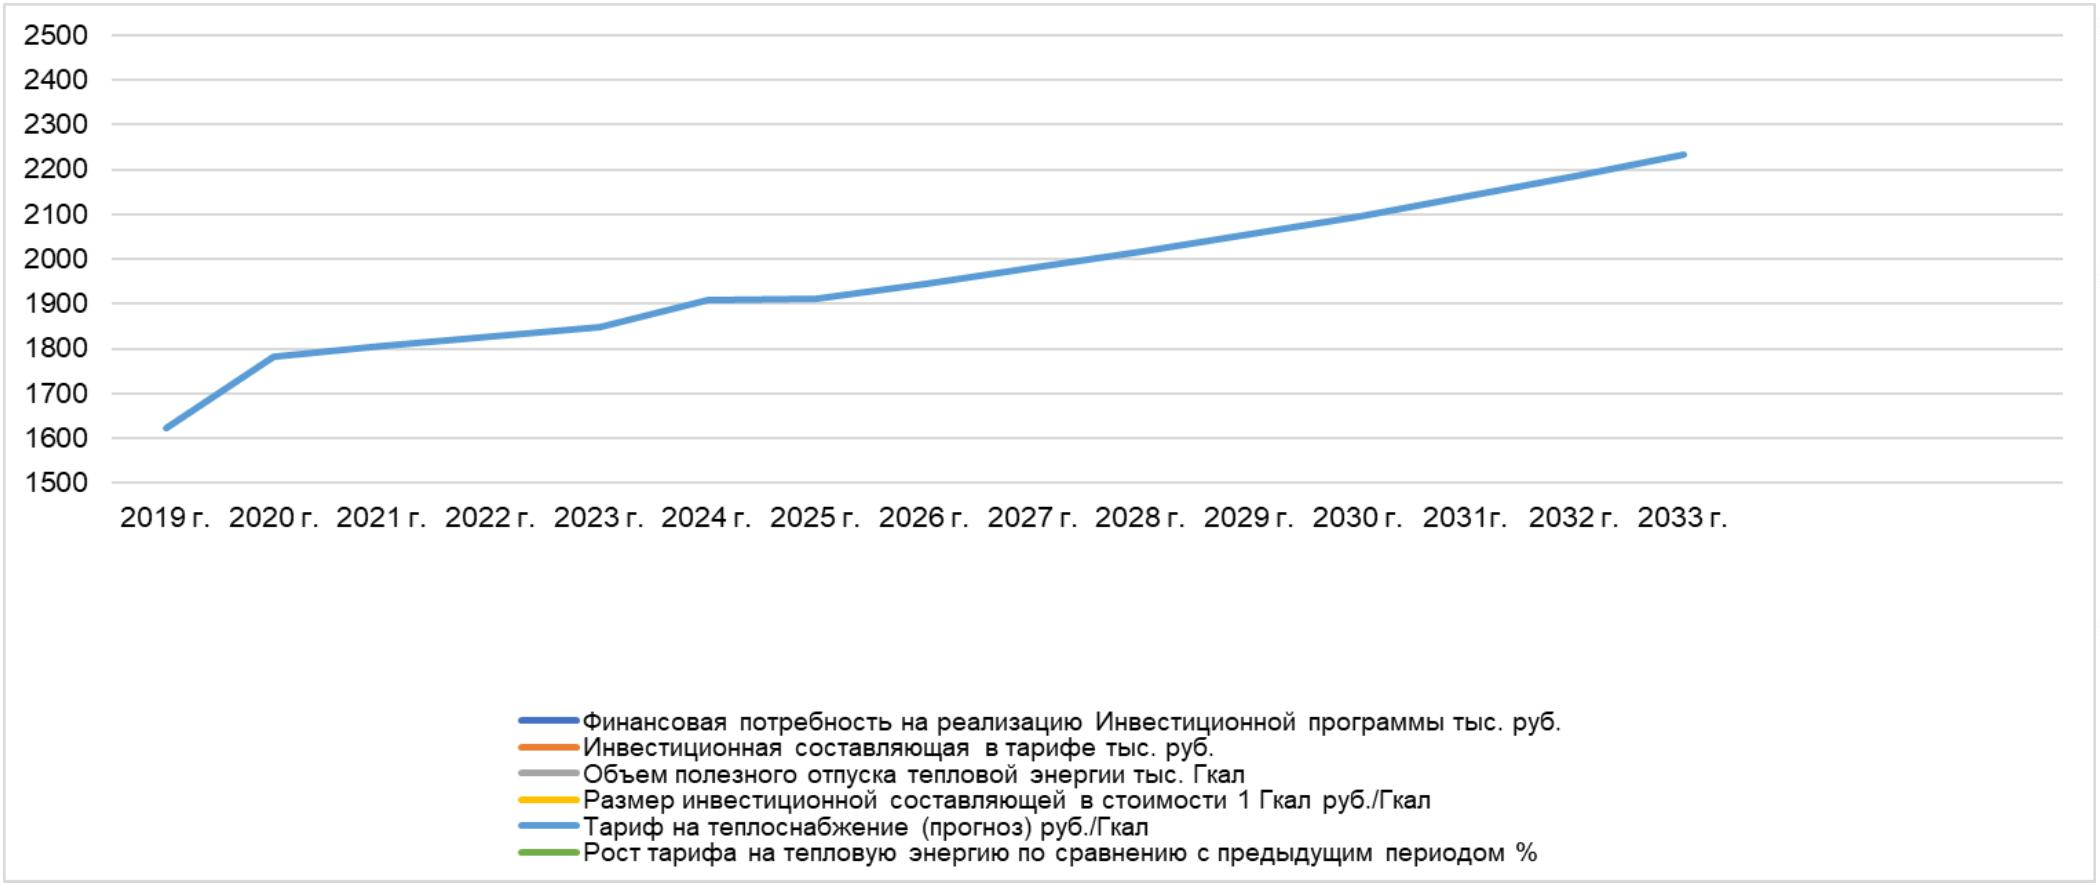 2500
2400
2300
2200
2100
2000
1900
1800
1700
1600
1500
2019 г. 2020 г. 2021 г. 2022 г. 2023 г. 2024 г. 2025 г. 2026 г. 2027 г. 2028 г. 2029 г. 2030 г. 2031г. 2032 г. 2033 г.
Финансовая потребность на реализацию Инвестиционной программы тыс. руб.
Инвестиционная составляющая в тарифе тыс. руб.
Объем полезного отпуска тепловой энергии тыс. Гкал
Размер инвестиционной составляющей в стоимости 1 Гкал руб./Гкал
Тариф на теплоснабжение (прогноз) руб./Гкал
Рост тарифа на тепловую энергию по сравнению с предыдущим периодом %